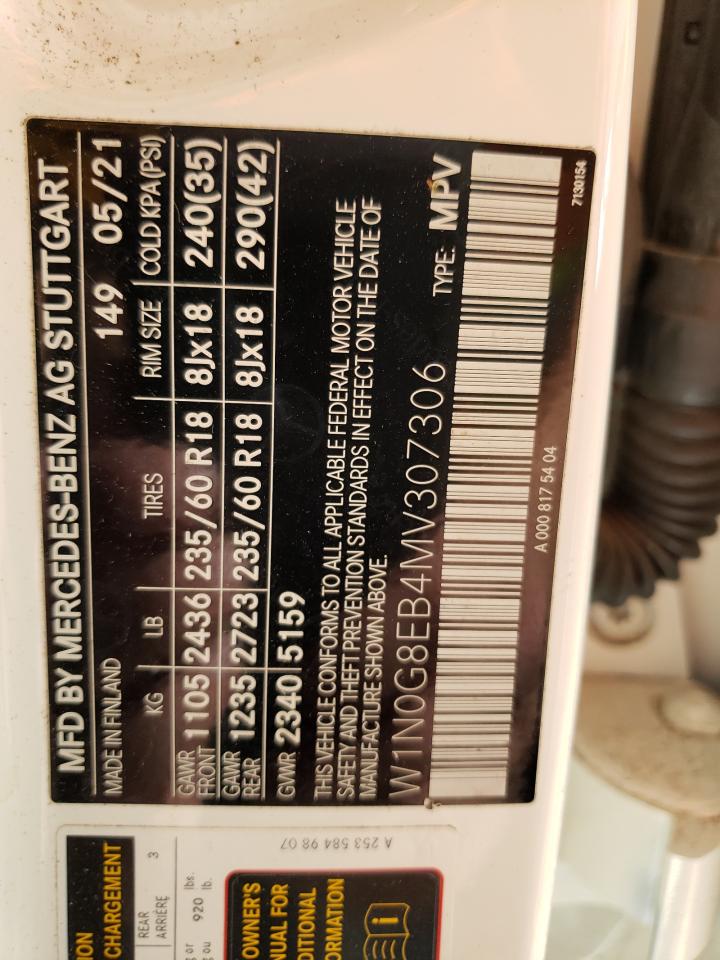 MFD BY MERCEDES-BENZ AG STUTTGART
MADE IN FINLAND 149 05/21
KG LB TIRES RIM SIZE COLD KPA(PSI)
GAWR FRONT 1105 2436 235/60 R18 8Jx18 240(35)
GAWR REAR 1235 2723 235/60 R18 8Jx18 290(42)
GVWR 2340 5159
THIS VEHICLE CONFORMS TO ALL APPLICABLE FEDERAL MOTOR VEHICLE
SAFETY AND THEFT PREVENTION STANDARDS IN EFFECT ON THE DATE OF
MANUFACTURE SHOWN ABOVE.
W1N0G8EB4MV307306 TYPE: MPV
A 000 817 54 04
7130154
CHARGEMENT
REAR 3
ARRIÈRE
or lbs.
ou 920 lb.
OWNER'S
FOR
A 253 584 98 07